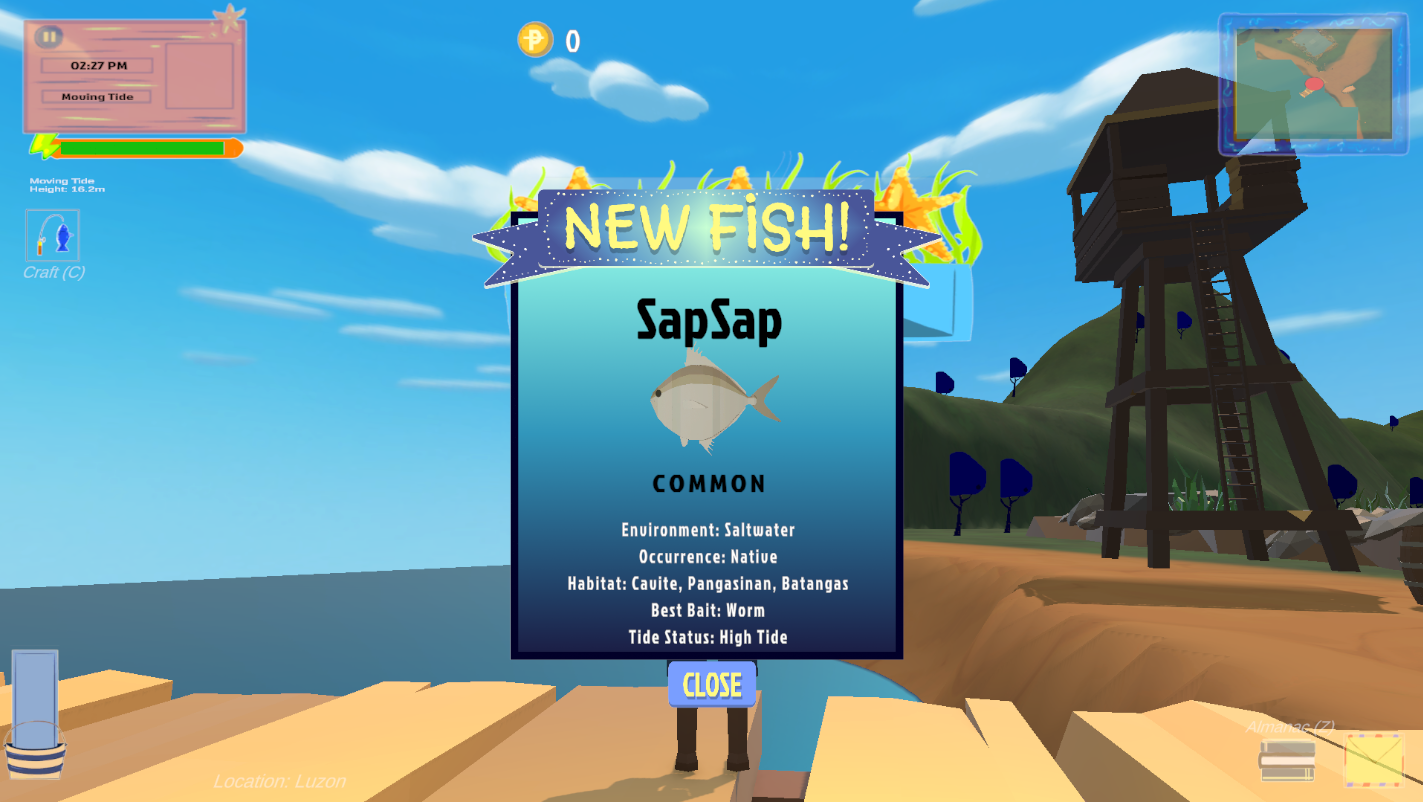 02:27 PM
Moving Tide
0
Moving Tide
Height: 16.2m
Craft (C)
NEW FiSH!
SapSap
COMMON
Environment: Saltwater
Occurrence: Native
Habitat: Cavite, Pangasinan, Batangas
Best Bait: Worm
Tide Status: High Tide
CLOSE
Almanac (Z)
Location: Luzon